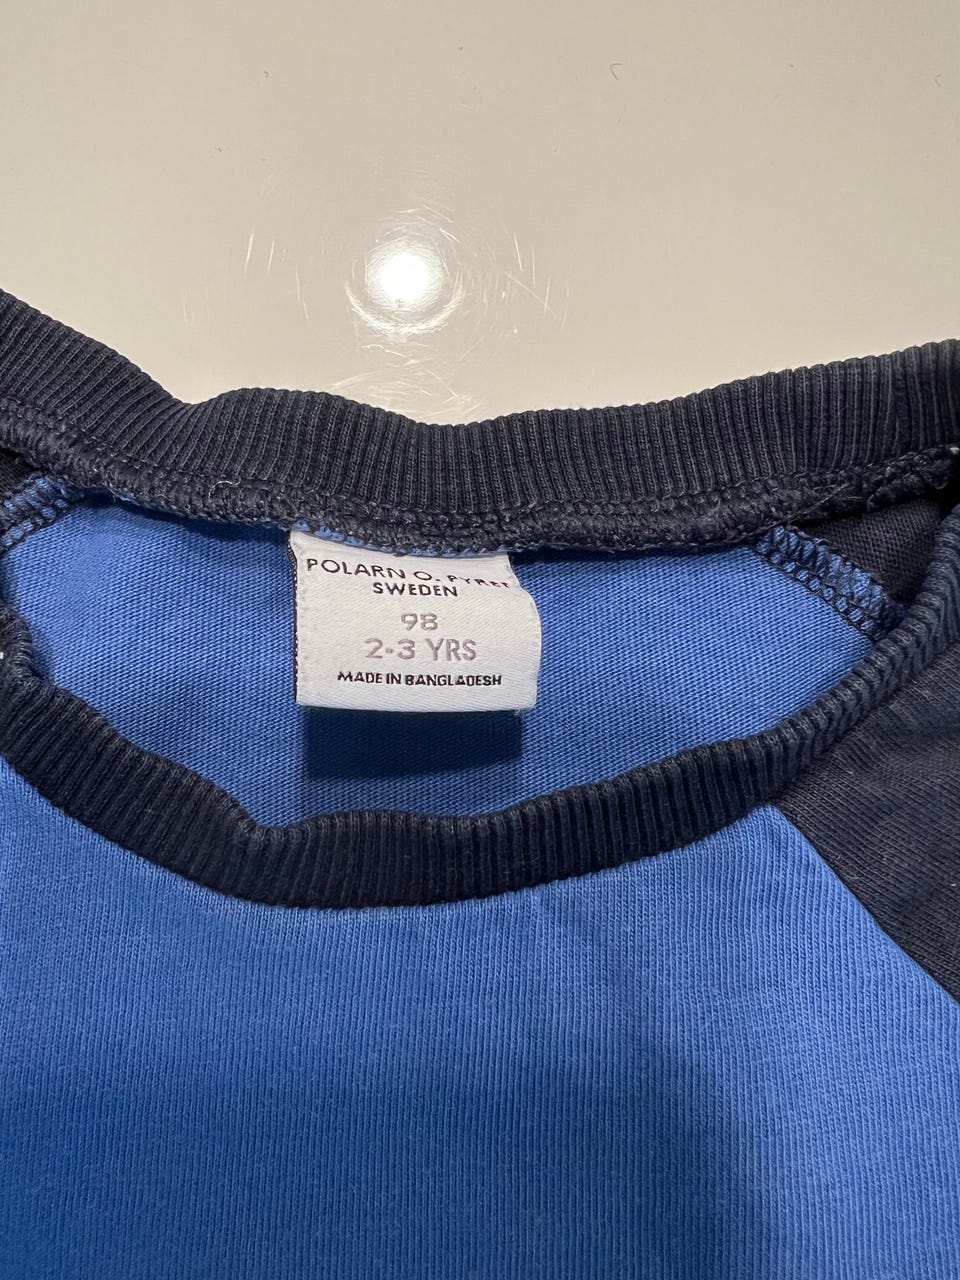 POLARN O. PYRET
SWEDEN
98
2-3 YRS
MADE IN BANGLADESH